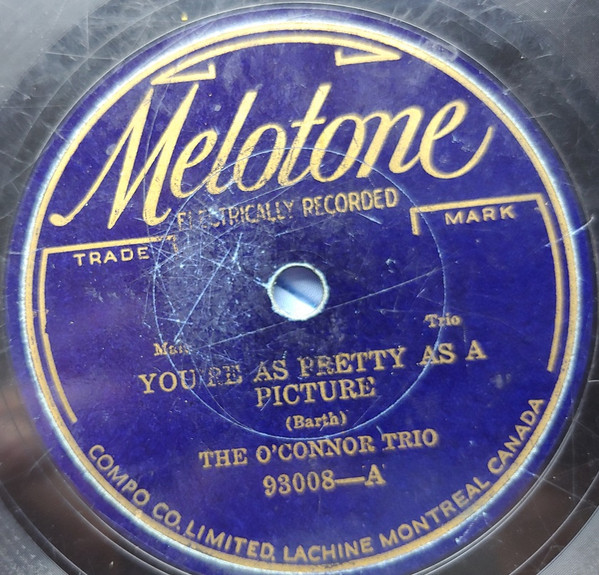 Melotone
ELECTRICALLY RECORDED
TRADE MARK
Trio
YOU'RE AS PRETTY AS A
PICTURE
(Barth)
THE O'CONNOR TRIO
93008—A
COMPO CO. LIMITED, LACHINE MONTREAL CANADA